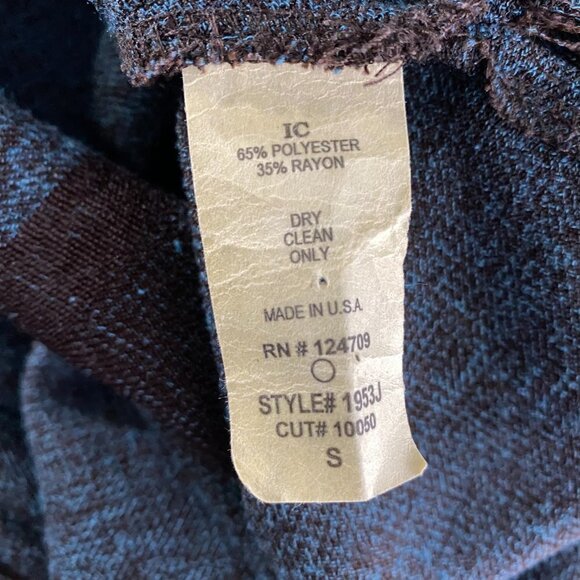 IC
65% POLYESTER
35% RAYON
DRY
CLEAN
ONLY
MADE IN U.S.A
RN # 124709
STYLE# 1953J
CUT# 10050
S